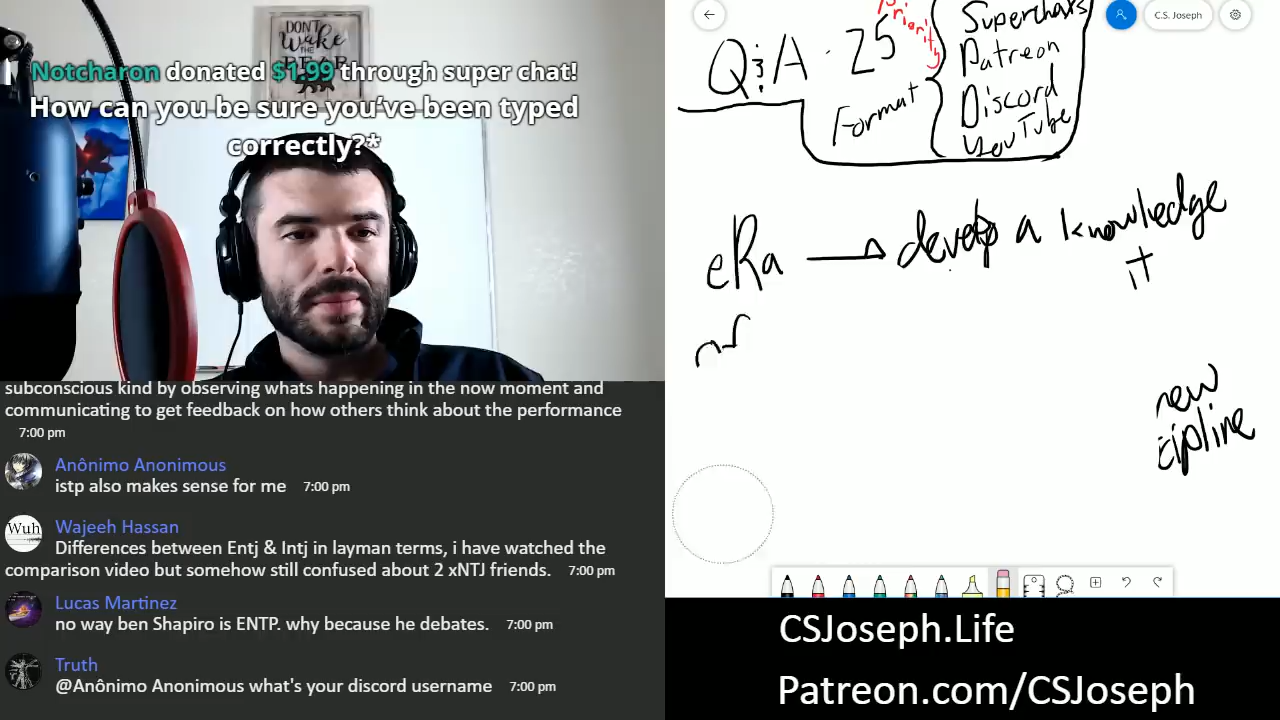 DON'T
Wake
THE
Notcharon donated $1.99 through super chat!
How can you be sure you've been typed
correctly?*
subconscious kind by observing whats happening in the now moment and
communicating to get feedback on how others think about the performance
7:00 pm
Anônimo Anonimous
istp also makes sense for me 7:00 pm
Wuh
Wajeeh Hassan
Differences between Entj & Intj in layman terms, i have watched the
comparison video but somehow still confused about 2 xNTJ friends. 7:00 pm
Lucas Martinez
no way ben Shapiro is ENTP. why because he debates. 7:00 pm
Truth
@Anônimo Anonimous what's your discord username 7:00 pm
C.S. Joseph
Q&A · 25
Priority
Format
Superchats
Patreon
Discord
YouTube
eRa → develop a knowledge
it
new
cipline
CSJoseph.Life
Patreon.com/CSJoseph